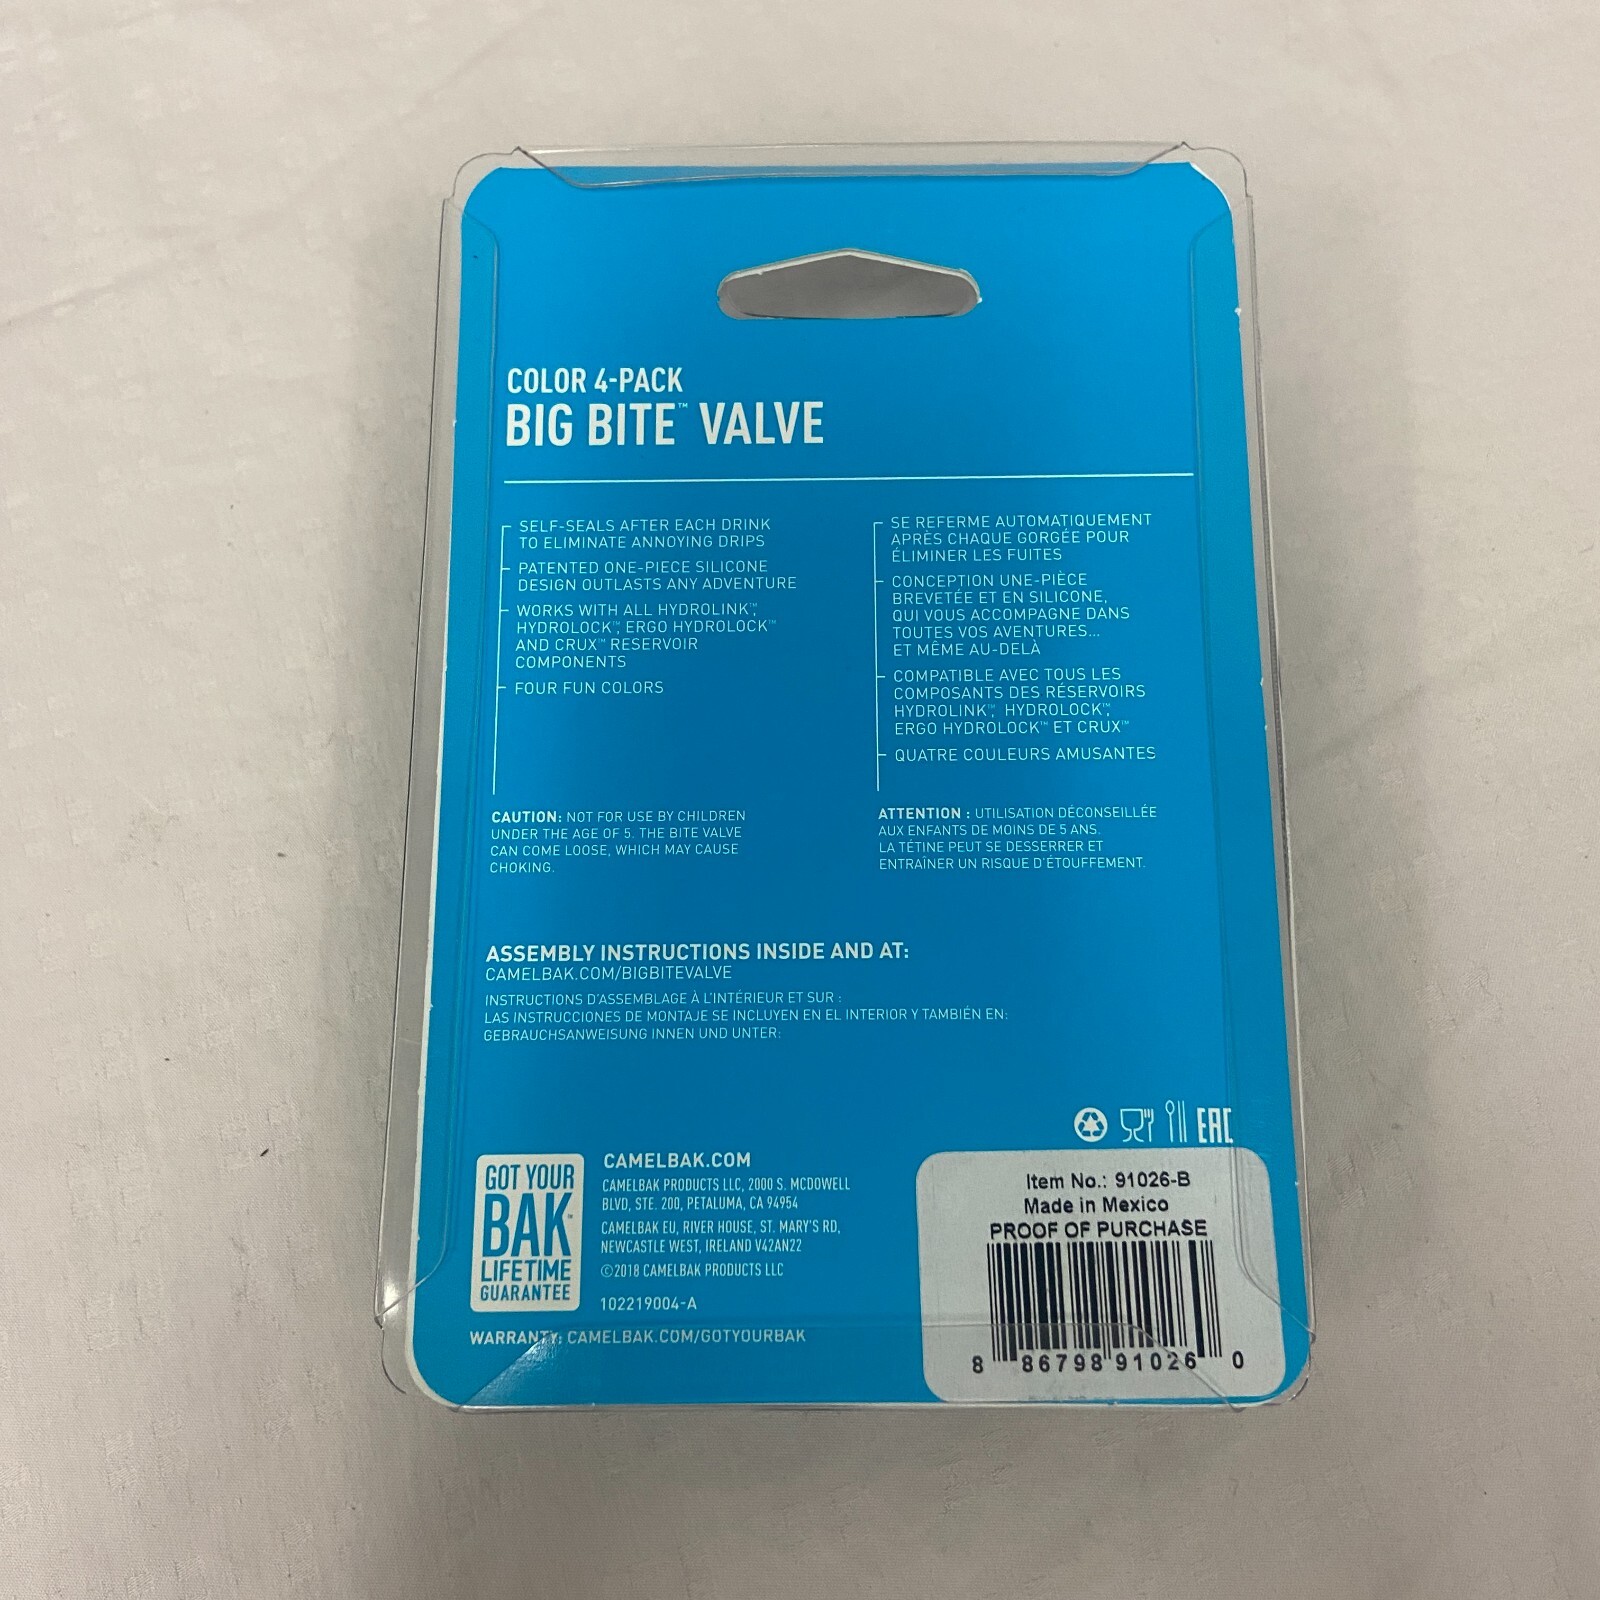 COLOR 4-PACK
BIG BITE™ VALVE
SELF-SEALS AFTER EACH DRINK
TO ELIMINATE ANNOYING DRIPS
PATENTED ONE-PIECE SILICONE
DESIGN OUTLASTS ANY ADVENTURE
WORKS WITH ALL HYDROLINK™,
HYDROLOCK™, ERGO HYDROLOCK™
AND CRUX™ RESERVOIR
COMPONENTS
FOUR FUN COLORS
SE REFERME AUTOMATIQUEMENT
APRÈS CHAQUE GORGÉE POUR
ÉLIMINER LES FUITES
CONCEPTION UNE-PIÈCE
BREVETÉE ET EN SILICONE,
QUI VOUS ACCOMPAGNE DANS
TOUTES VOS AVENTURES...
ET MÊME AU-DELÀ
COMPATIBLE AVEC TOUS LES
COMPOSANTS DES RÉSERVOIRS
HYDROLINK™, HYDROLOCK™,
ERGO HYDROLOCK™ ET CRUX™
QUATRE COULEURS AMUSANTES
CAUTION: NOT FOR USE BY CHILDREN
UNDER THE AGE OF 5. THE BITE VALVE
CAN COME LOOSE, WHICH MAY CAUSE
CHOKING.
ATTENTION : UTILISATION DÉCONSEILLÉE
AUX ENFANTS DE MOINS DE 5 ANS.
LA TÉTINE PEUT SE DESSERRER ET
ENTRAÎNER UN RISQUE D'ÉTOUFFEMENT.
ASSEMBLY INSTRUCTIONS INSIDE AND AT:
CAMELBAK.COM/BIGBITEVALVE
INSTRUCTIONS D'ASSEMBLAGE À L'INTÉRIEUR ET SUR :
LAS INSTRUCCIONES DE MONTAJE SE INCLUYEN EN EL INTERIOR Y TAMBIÉN EN:
GEBRAUCHSANWEISUNG INNEN UND UNTER:
EAC
GOT YOUR
BAK™
LIFETIME
GUARANTEE
CAMELBAK.COM
CAMELBAK PRODUCTS LLC, 2000 S. MCDOWELL
BLVD, STE. 200, PETALUMA, CA 94954
CAMELBAK EU, RIVER HOUSE, ST. MARY'S RD,
NEWCASTLE WEST, IRELAND V42AN22
©2018 CAMELBAK PRODUCTS LLC
102219004-A
WARRANTY: CAMELBAK.COM/GOTYOURBAK
Item No.: 91026-B
Made in Mexico
PROOF OF PURCHASE
8 86798 91026 0